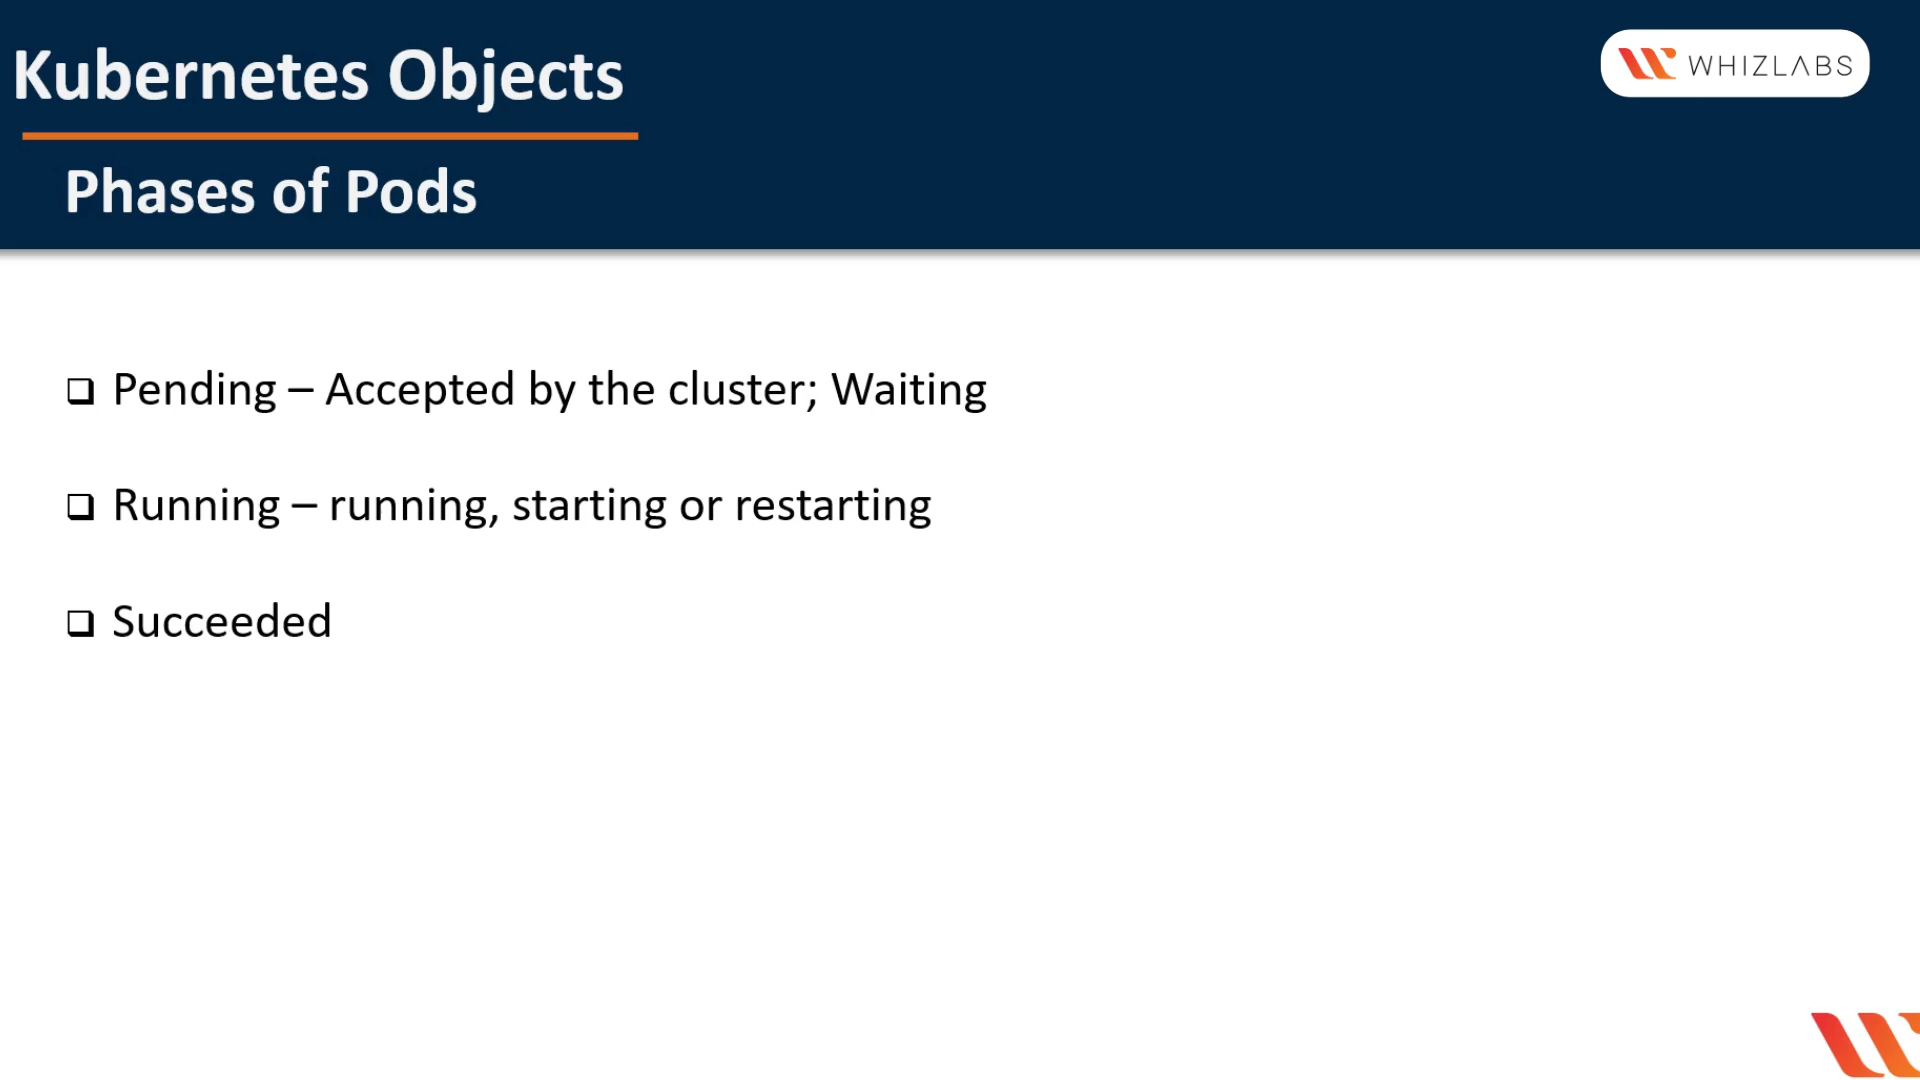 Kubernetes Objects
WHIZLABS
Phases of Pods
❑ Pending – Accepted by the cluster; Waiting
❑ Running – running, starting or restarting
❑ Succeeded